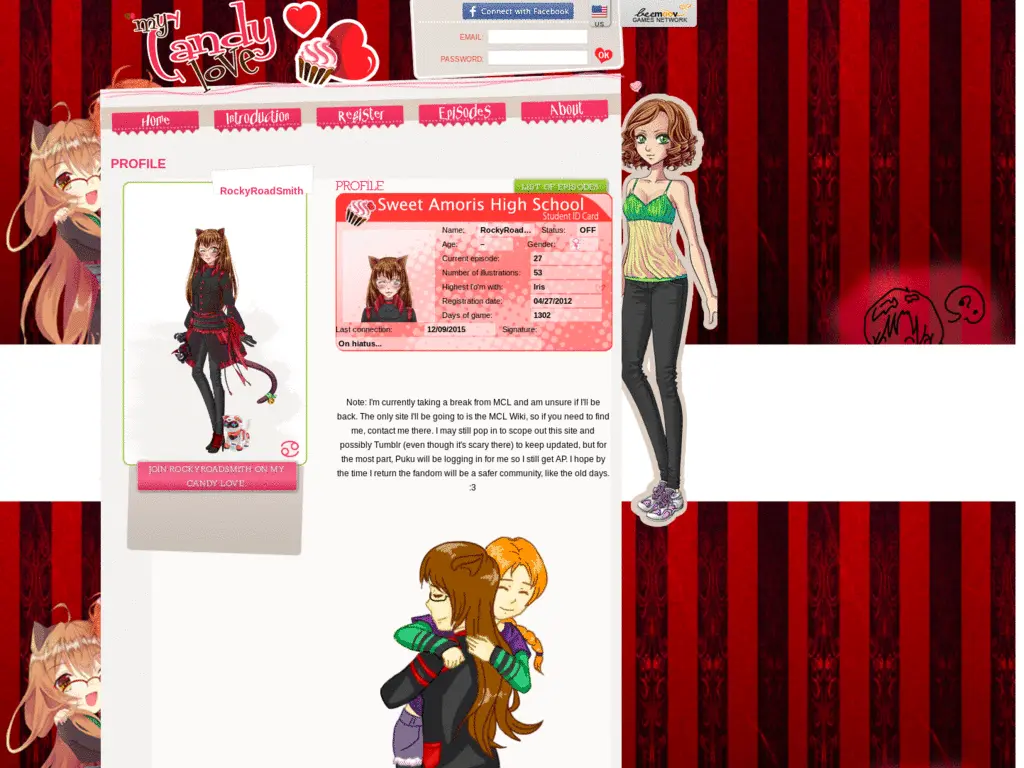 my Candy love
Connect with Facebook
US
beemoov
GAMES NETWORK
EMAIL:
PASSWORD:
OK
Home
Introduction
Register
Episodes
About
PROFILE
RockyRoadSmith
JOIN ROCKYROADSMITH ON MY
CANDY LOVE
PROFILE
LIST OF EPISODES
Sweet Amoris High School
Student ID Card
Name: RockyRoad... Status: OFF
Age: – Gender:
Current episode: 27
Number of illustrations: 53
Highest l'o'm with: Iris
Registration date: 04/27/2012
Days of game: 1302
Last connection: 12/09/2015 Signature:
On hiatus...
Note: I'm currently taking a break from MCL and am unsure if I'll be
back. The only site I'll be going to is the MCL Wiki, so if you need to find
me, contact me there. I may still pop in to scope out this site and
possibly Tumblr (even though it's scary there) to keep updated, but for
the most part, Puku will be logging in for me so I still get AP. I hope by
the time I return the fandom will be a safer community, like the old days.
:3